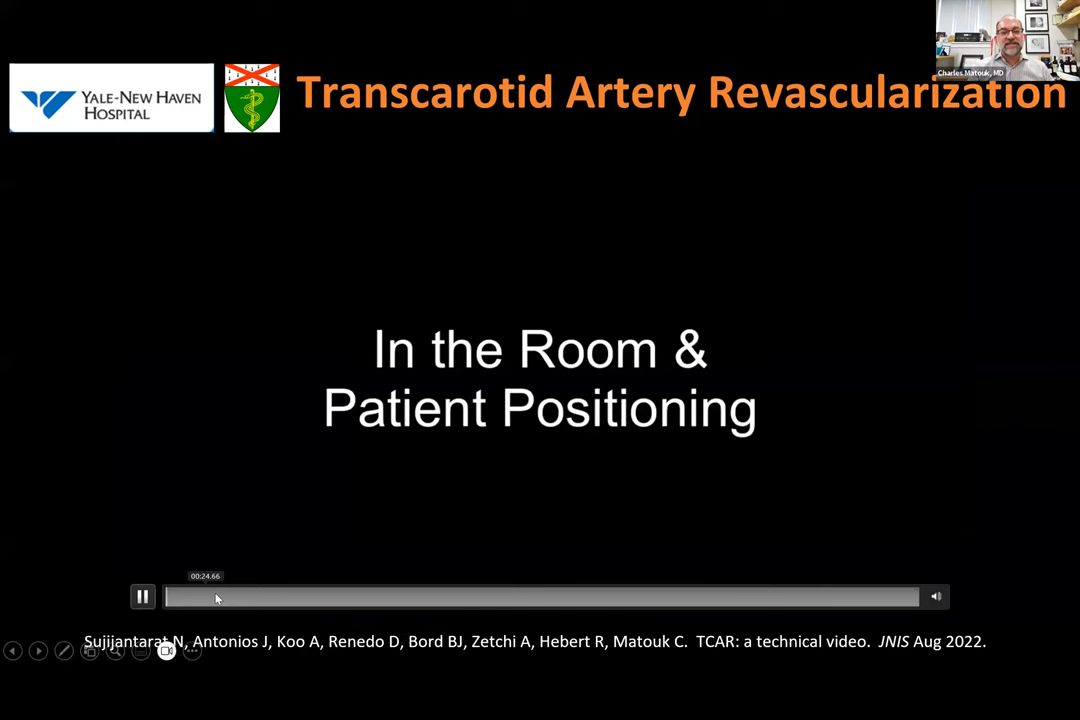 Charles Matouk, MD
YALE-NEW HAVEN
HOSPITAL
Transcarotid Artery Revascularization
In the Room &
Patient Positioning
00:24.66
Sujijantarat N, Antonios J, Koo A, Renedo D, Bord BJ, Zetchi A, Hebert R, Matouk C. TCAR: a technical video. JNIS Aug 2022.